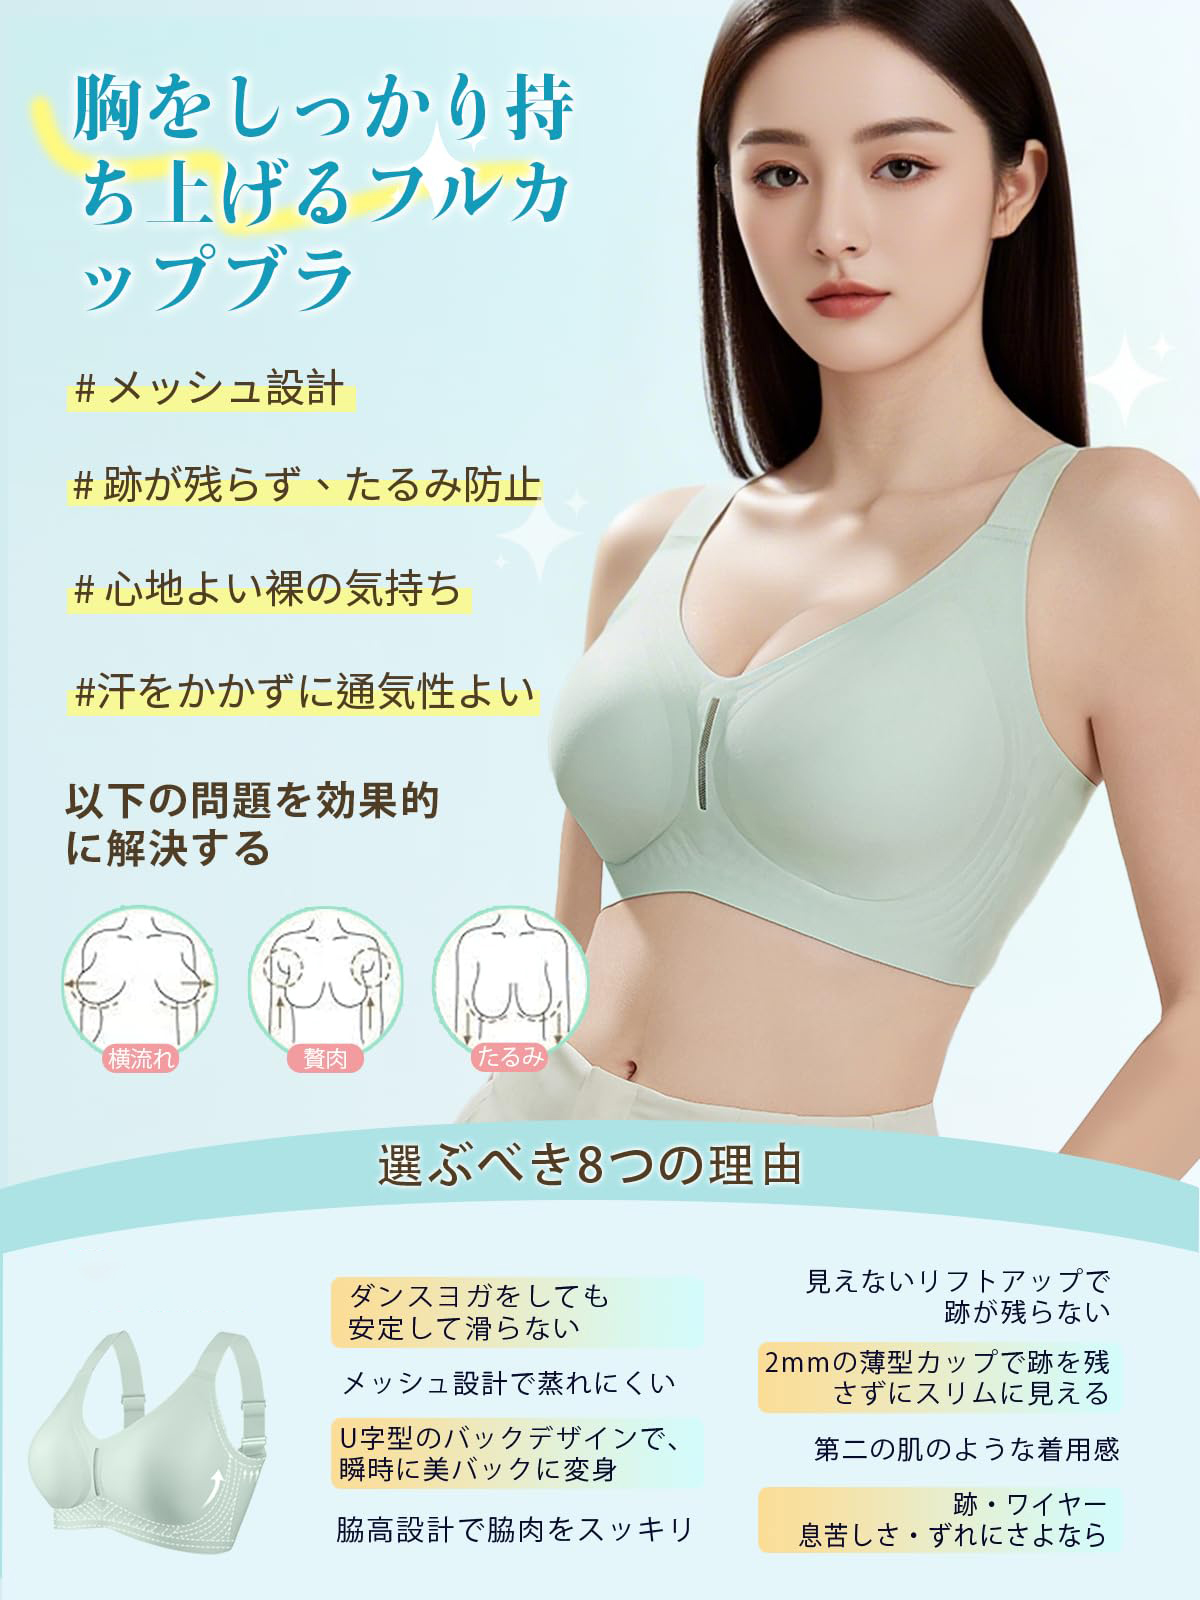 胸をしっかり持
ち上げるフルカ
ップブラ
# メッシュ設計
# 跡が残らず、たるみ防止
# 心地よい裸の気持ち
#汗をかかずに通気性よい
以下の問題を効果的
に解決する
横流れ
贅肉
たるみ
選ぶべき8つの理由
ダンスヨガをしても
安定して滑らない
メッシュ設計で蒸れにくい
U字型のバックデザインで、
瞬時に美バックに変身
脇高設計で脇肉をスッキリ
見えないリフトアップで
跡が残らない
2mmの薄型カップで跡を残
さずにスリムに見える
第二の肌のような着用感
跡・ワイヤー
息苦しさ・ずれにさよなら